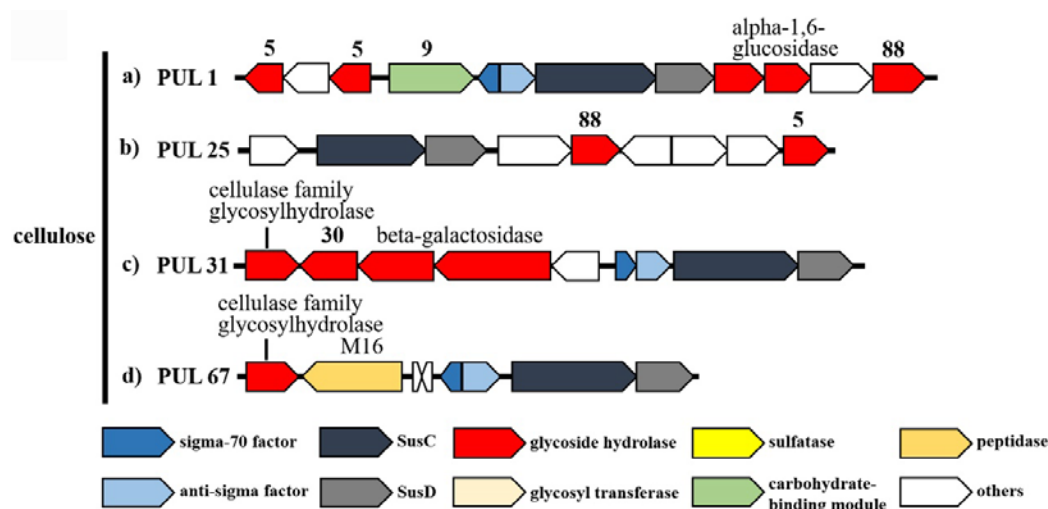 alpha-1,6-
glucosidase
5 5 9 88
a) PUL 1
88 5
b) PUL 25
cellulose
cellulase family
glycosylhydrolase
30 beta-galactosidase
c) PUL 31
cellulase family
glycosylhydrolase
M16
d) PUL 67
sigma-70 factor SusC glycoside hydrolase sulfatase peptidase
anti-sigma factor SusD glycosyl transferase carbohydrate-
binding module others